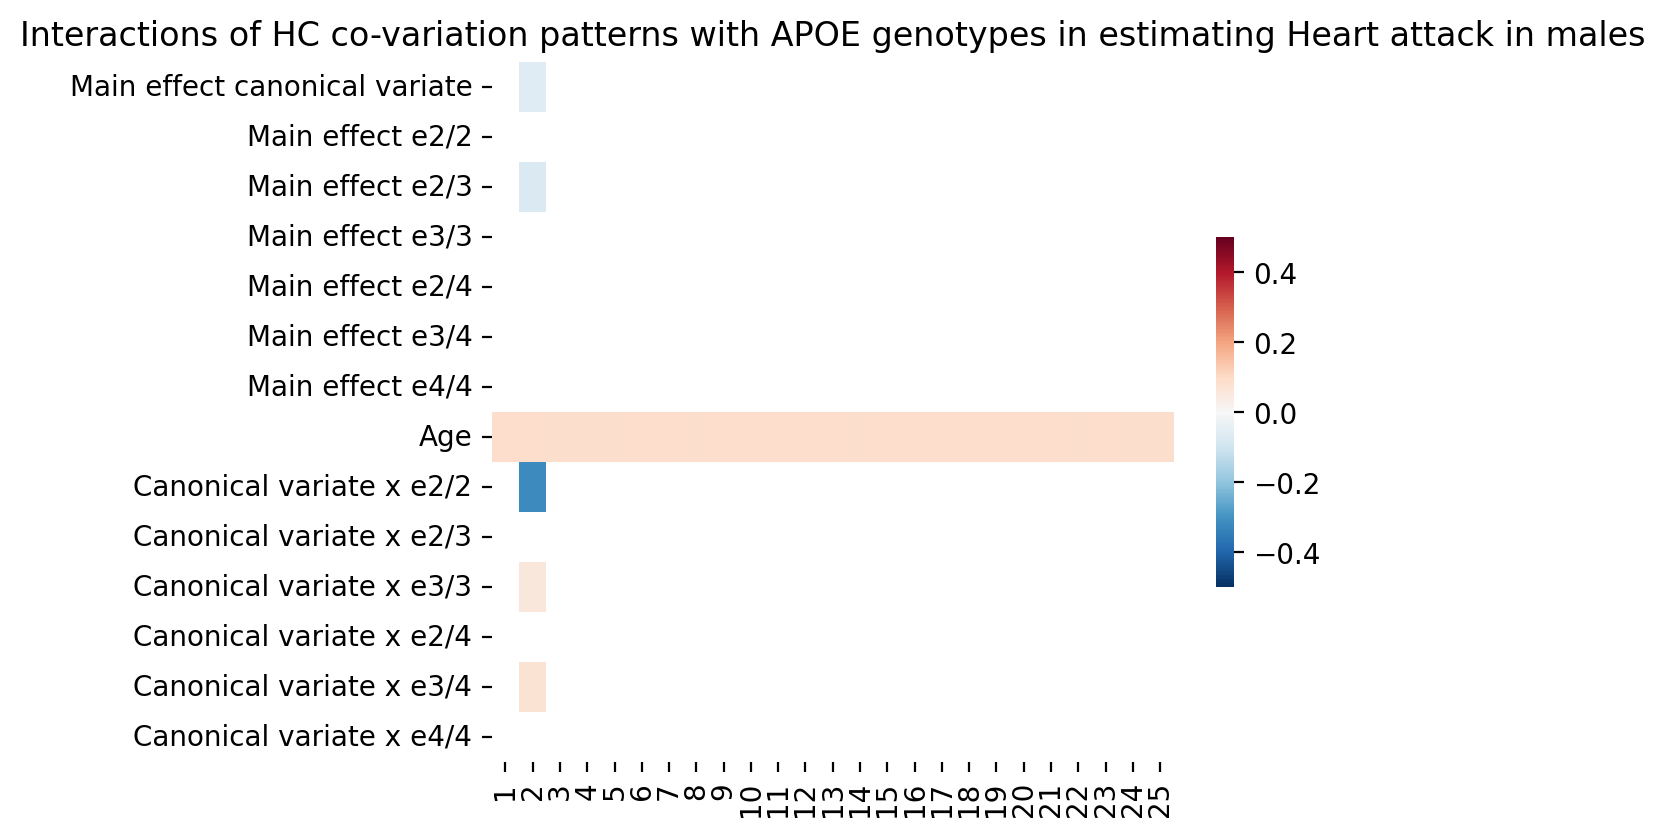 Interactions of HC co-variation patterns with APOE genotypes in estimating Heart attack in males
Main effect canonical variate
Main effect e2/2
Main effect e2/3
Main effect e3/3
Main effect e2/4
Main effect e3/4
Main effect e4/4
Age
Canonical variate x e2/2
Canonical variate x e2/3
Canonical variate x e3/3
Canonical variate x e2/4
Canonical variate x e3/4
Canonical variate x e4/4
1 2 3 4 5 6 7 8 9 10 11 12 13 14 15 16 17 18 19 20 21 22 23 24 25
0.4
0.2
0.0
−0.2
−0.4